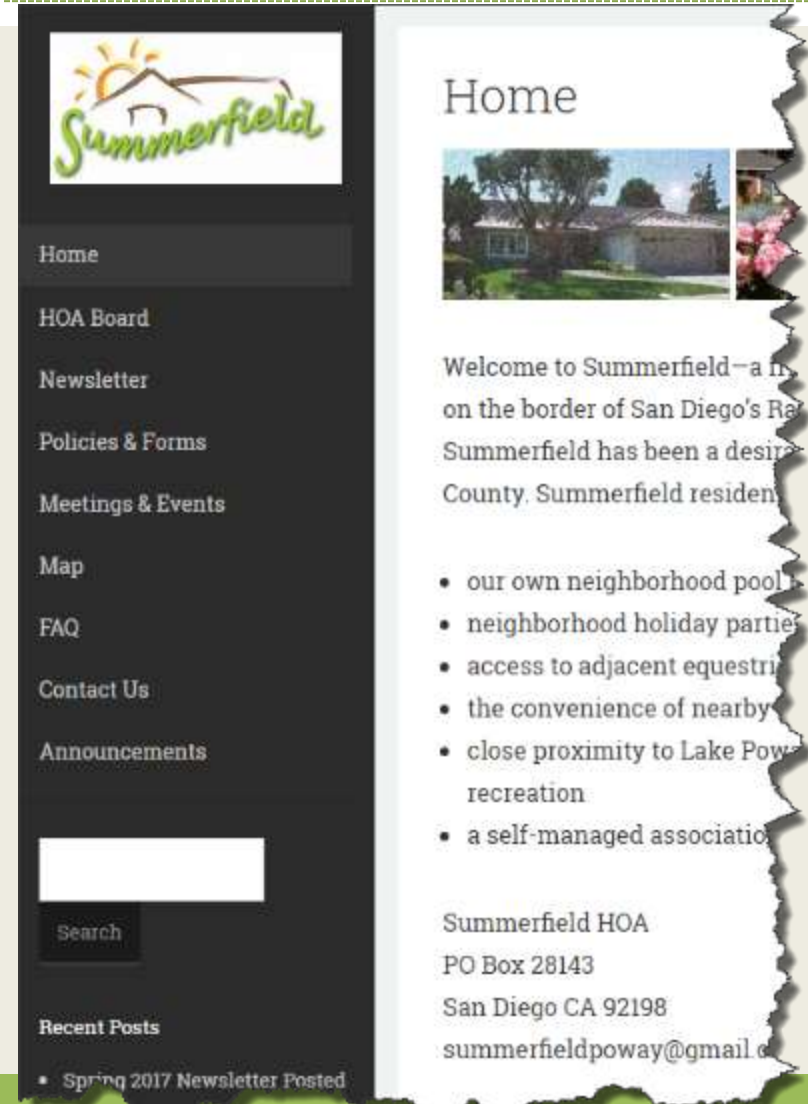 Summerfield
Home
HOA Board
Newsletter
Policies & Forms
Meetings & Events
Map
FAQ
Contact Us
Announcements
Search
Recent Posts
Spring 2017 Newsletter Posted
Home
Welcome to Summerfield—a
on the border of San Diego's
Summerfield has been a
County. Summerfield
• our own neighborhood pool
• neighborhood holiday
• access to adjacent
• the convenience of nearby
• close proximity to Lake
recreation
• a self-managed
Summerfield HOA
PO Box 28143
San Diego CA 92198
summerfieldpoway@gmail.